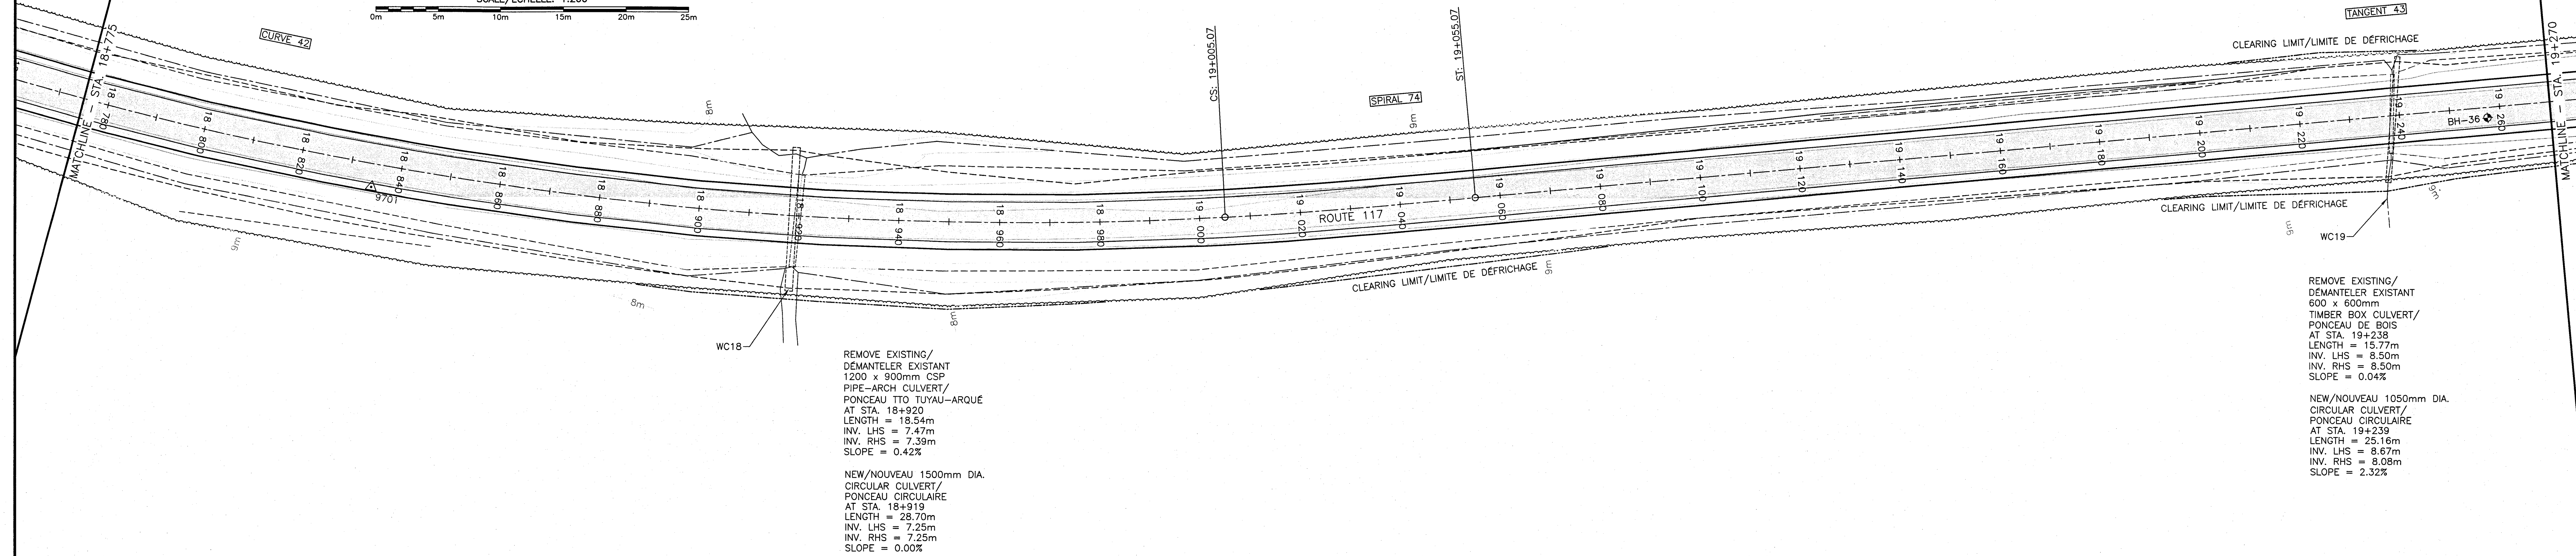 0m 5m 10m 15m 20m 25m
MATCHLINE - STA. 18+775
CURVE 42
8m
CS: 19+005.07
SPIRAL 74
9m
ST: 19+055.07
TANGENT 43
CLEARING LIMIT/LIMITE DE DÉFRICHAGE
MATCHLINE - STA. 19+270
18+780
18+800
18+820
18+840
18+860
18+880
18+900
18+920
18+940
18+960
18+980
19+000
19+020
ROUTE 117
19+040
19+060
19+080
19+100
19+120
19+140
19+160
19+180
19+200
19+220
19+240
BH-36
19+260
9701
9m
8m
8m
9m
9m
9m
CLEARING LIMIT/LIMITE DE DÉFRICHAGE
CLEARING LIMIT/LIMITE DE DÉFRICHAGE
WC18
WC19
REMOVE EXISTING/
DÉMANTELER EXISTANT
1200 x 900mm CSP
PIPE-ARCH CULVERT/
PONCEAU TTO TUYAU-ARQUÉ
AT STA. 18+920
LENGTH = 18.54m
INV. LHS = 7.47m
INV. RHS = 7.39m
SLOPE = 0.42%
NEW/NOUVEAU 1500mm DIA.
CIRCULAR CULVERT/
PONCEAU CIRCULAIRE
AT STA. 18+919
LENGTH = 28.70m
INV. LHS = 7.25m
INV. RHS = 7.25m
SLOPE = 0.00%
REMOVE EXISTING/
DÉMANTELER EXISTANT
600 x 600mm
TIMBER BOX CULVERT/
PONCEAU DE BOIS
AT STA. 19+238
LENGTH = 15.77m
INV. LHS = 8.50m
INV. RHS = 8.50m
SLOPE = 0.04%
NEW/NOUVEAU 1050mm DIA.
CIRCULAR CULVERT/
PONCEAU CIRCULAIRE
AT STA. 19+239
LENGTH = 25.16m
INV. LHS = 8.67m
INV. RHS = 8.08m
SLOPE = 2.32%